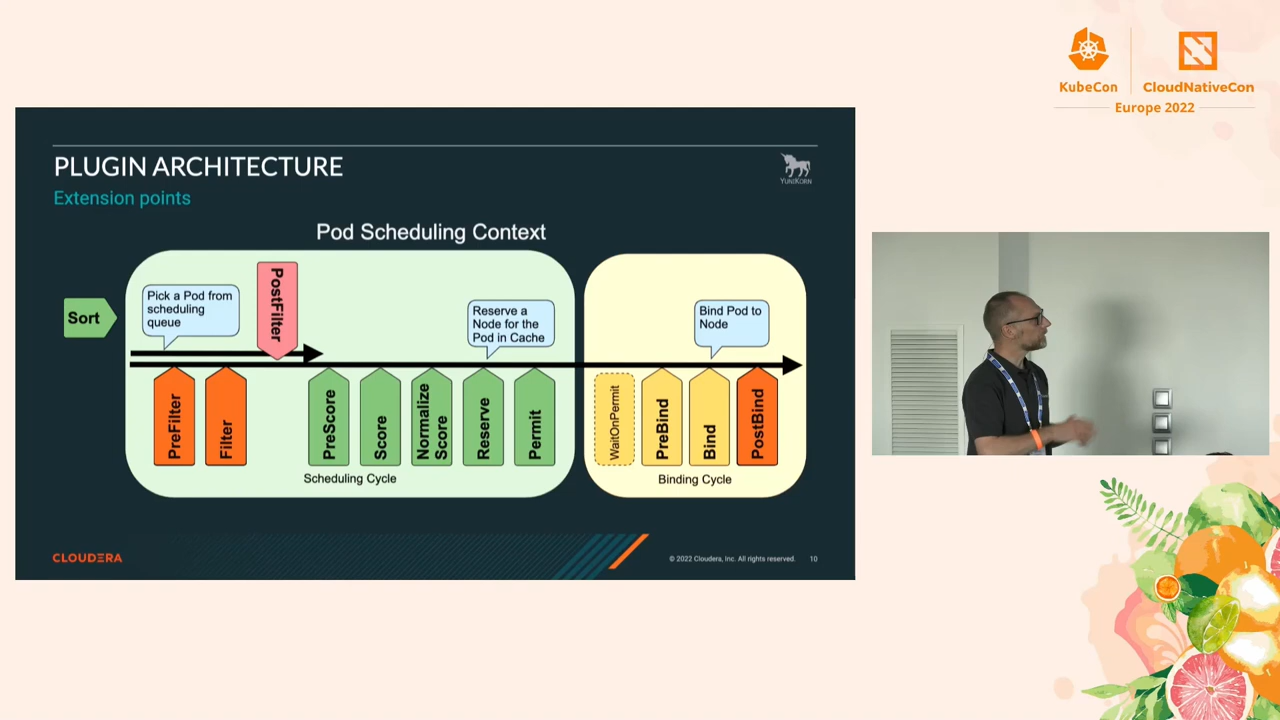 KubeCon
CloudNativeCon
Europe 2022
PLUGIN ARCHITECTURE
YUNIKORN
Extension points
Pod Scheduling Context
Sort
Pick a Pod from
scheduling
queue
PostFilter
Reserve a
Node for the
Pod in Cache
Bind Pod to
Node
PreFilter
Filter
PreScore
Score
Normalize
Score
Reserve
Permit
WaitOnPermit
PreBind
Bind
PostBind
Scheduling Cycle
Binding Cycle
CLOUDERA
© 2022 Cloudera, Inc. All rights reserved.
10